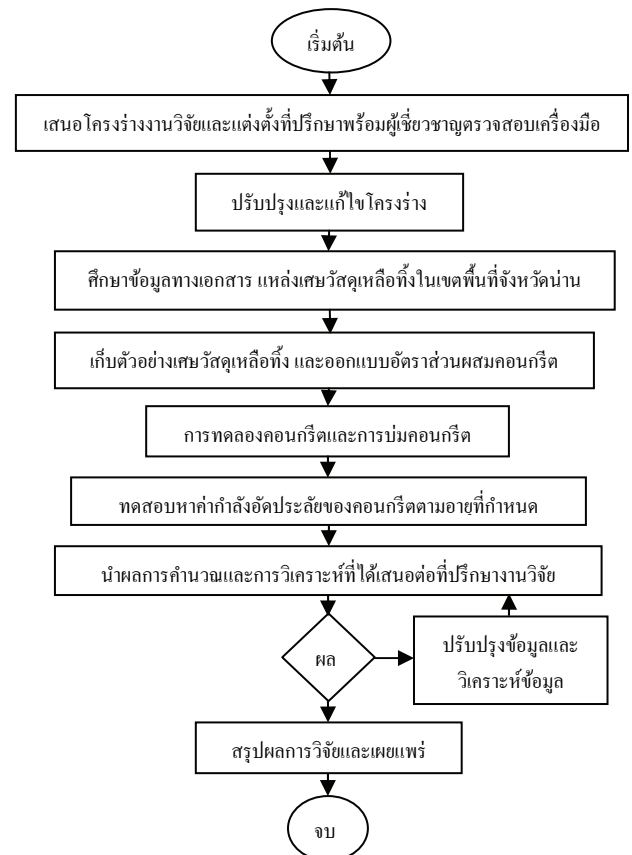 เริ่มต้น
เสนอโครงร่างงานวิจัยและแต่งตั้งที่ปรึกษาพร้อมผู้เชี่ยวชาญตรวจสอบเครื่องมือ
ปรับปรุงและแก้ไขโครงร่าง
ศึกษาข้อมูลทางเอกสาร แหล่งเศษวัสดุเหลือทิ้งในเขตพื้นที่จังหวัดน่าน
เก็บตัวอย่างเศษวัสดุเหลือทิ้ง และออกแบบอัตราส่วนผสมคอนกรีต
การทดลองคอนกรีตและการบ่มคอนกรีต
ทดสอบหาค่ากำลังอัดประลัยของคอนกรีตตามอายุที่กำหนด
นำผลการคำนวณและการวิเคราะห์ที่ได้เสนอต่อที่ปรึกษางานวิจัย
ผล
ปรับปรุงข้อมูลและ
วิเคราะห์ข้อมูล
สรุปผลการวิจัยและเผยแพร่
จบ